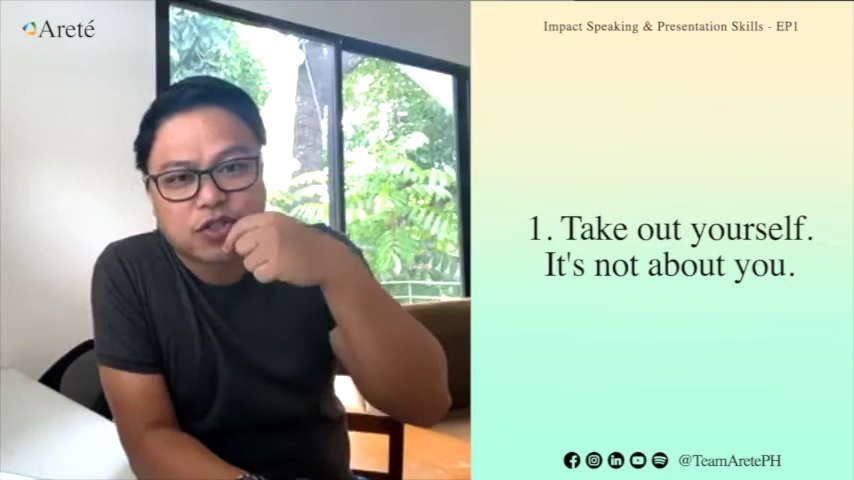 Areté
Impact Speaking & Presentation Skills - EP1
1. Take out yourself.
It's not about you.
@TeamAretePH